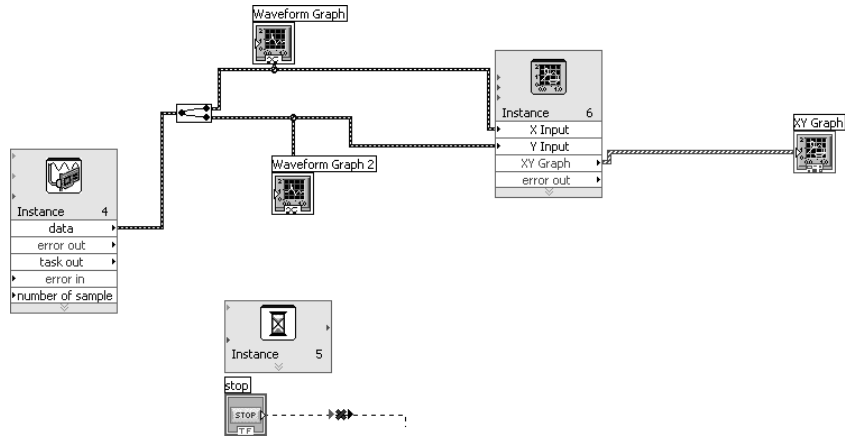 Waveform Graph
Instance 6
X Input
Y Input
XY Graph
error out
XY Graph
Waveform Graph 2
Instance 4
data
error out
task out
error in
number of sample
Instance 5
stop
STOP
TF